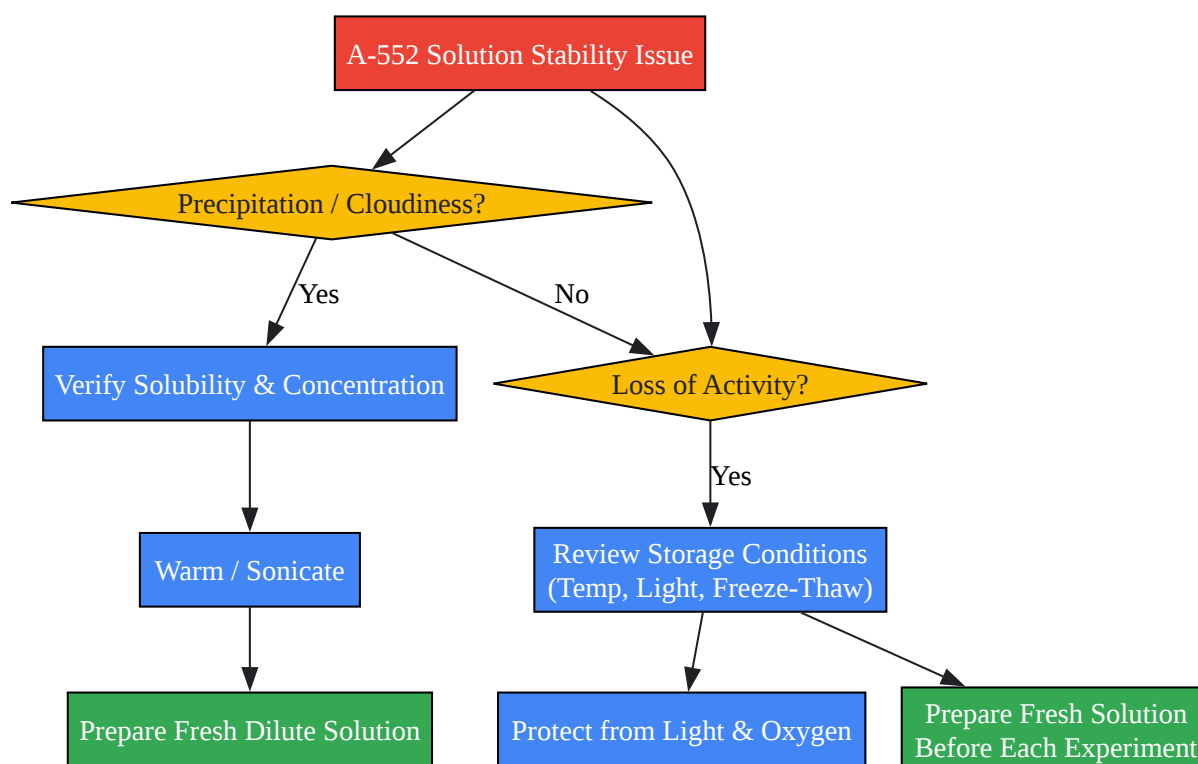 A-552 Solution Stability Issue
Precipitation / Cloudiness?
Yes
No
Verify Solubility & Concentration
Loss of Activity?
Yes
Warm / Sonicate
Review Storage Conditions
(Temp, Light, Freeze-Thaw)
Prepare Fresh Dilute Solution
Protect from Light & Oxygen
Prepare Fresh Solution
Before Each Experiment